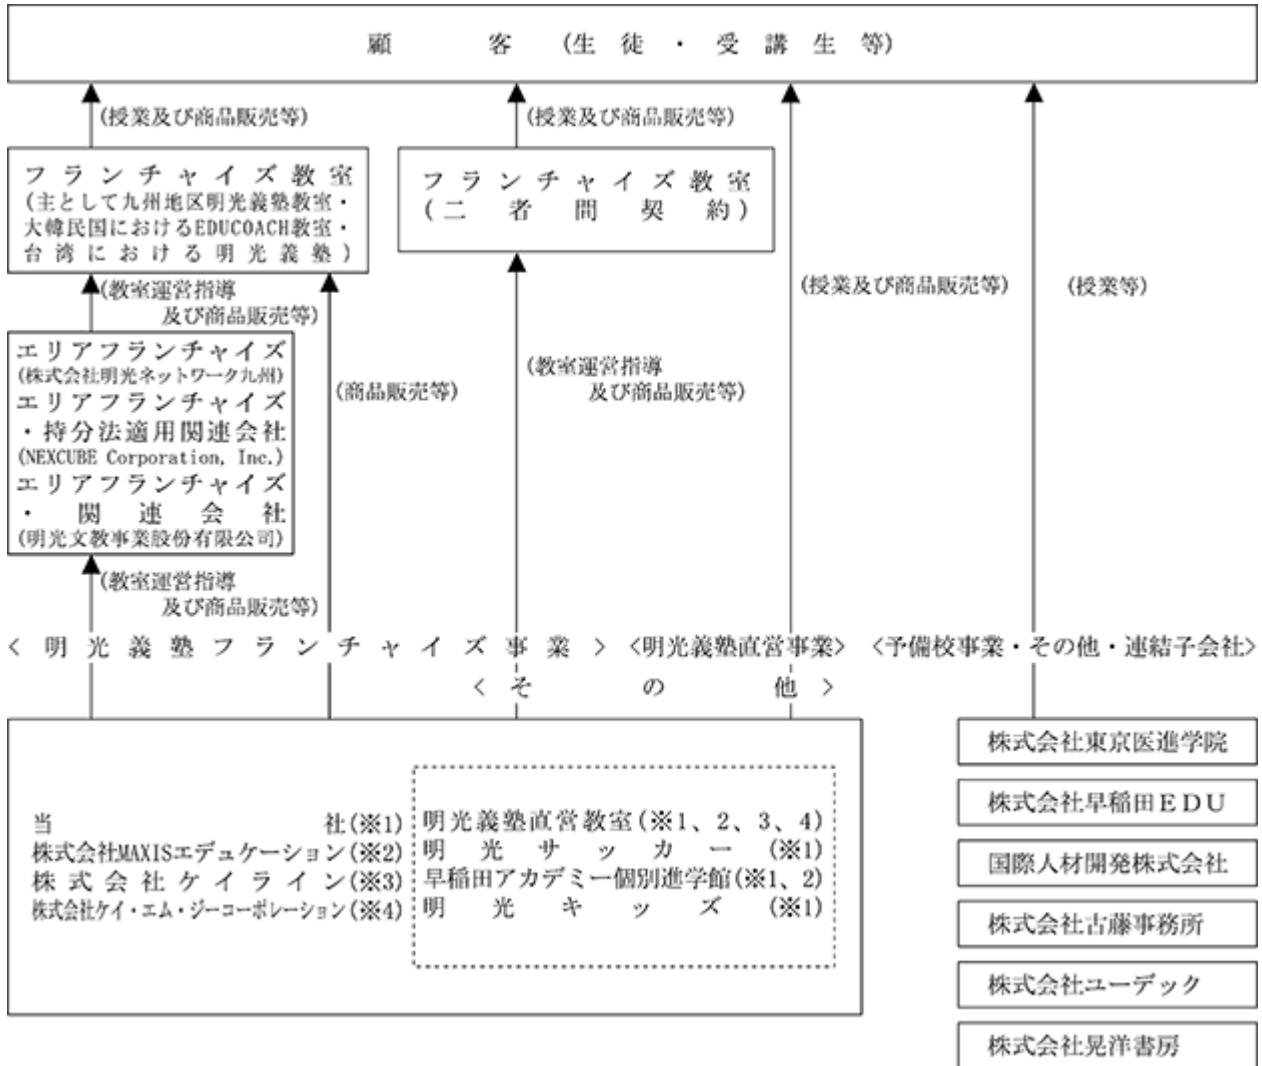 顧客(生徒・受講生等)
(授業及び商品販売等)
(授業及び商品販売等)
フランチャイズ教室
(主として九州地区明光義塾教室・
大韓民国におけるEDUCOACH教室・
台湾における明光義塾)
フランチャイズ教室
(二者間契約)
(教室運営指導
及び商品販売等)
(授業及び商品販売等)
(授業等)
エリアフランチャイズ
(株式会社明光ネットワーク九州)
エリアフランチャイズ
・持分法適用関連会社
(NEXCUBE Corporation, Inc.)
エリアフランチャイズ
・関連会社
(明光文教事業股份有限公司)
(商品販売等)
(教室運営指導
及び商品販売等)
(教室運営指導
及び商品販売等)
<明光義塾フランチャイズ事業>
<明光義塾直営事業>
<予備校事業・その他・連結子会社>
<その他>
当社(※1)
株式会社MAXISエデュケーション(※2)
株式会社ケイライン(※3)
株式会社ケイ・エム・ジーコーポレーション(※4)
明光義塾直営教室(※1、2、3、4)
明光サッカー(※1)
早稲田アカデミー個別進学館(※1、2)
明光キッズ(※1)
株式会社東京医進学院
株式会社早稲田EDU
国際人材開発株式会社
株式会社古藤事務所
株式会社ユーデック
株式会社晃洋書房